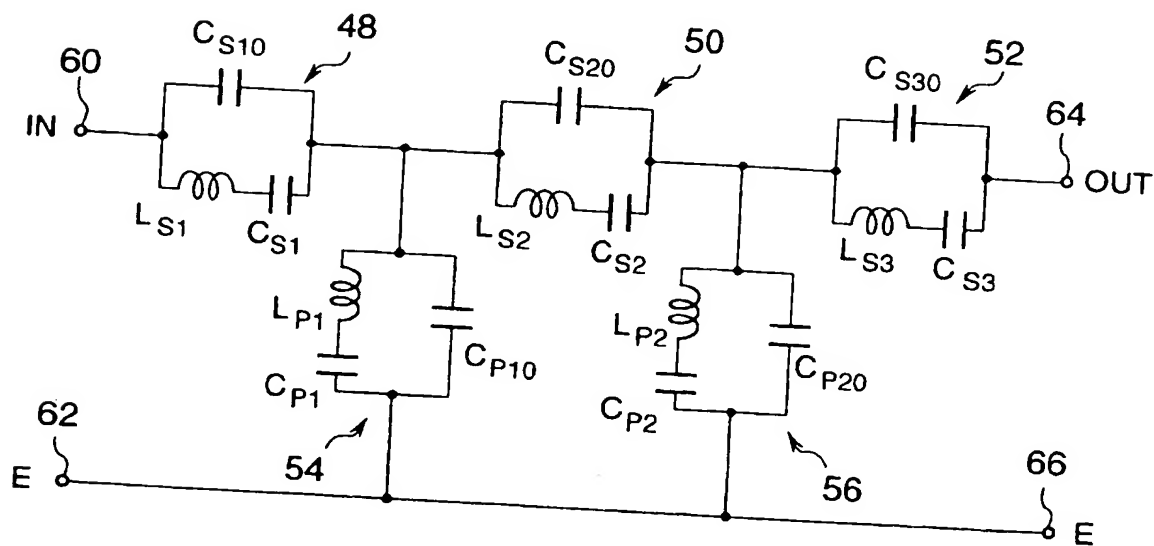 48
50
52
60
64
C S10
C S20
C S30
IN
OUT
L S1
C S1
L S2
C S2
L S3
C S3
L P1
C P10
C P1
L P2
C P20
C P2
62
54
56
66
E
E